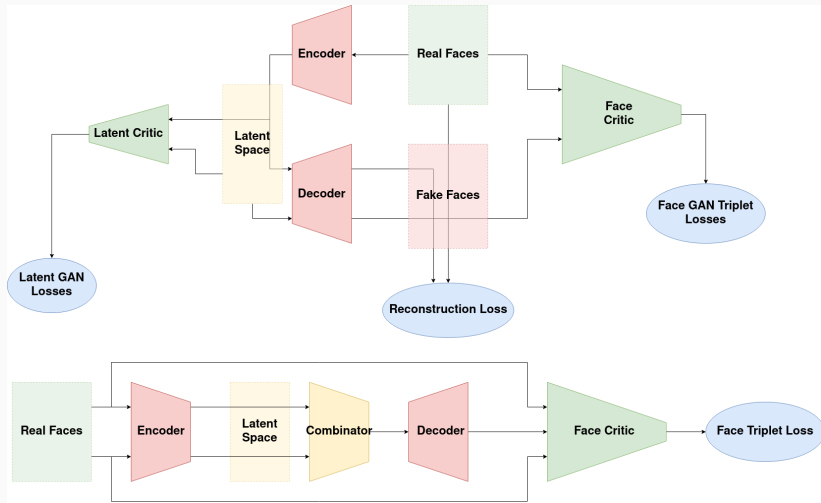 Encoder
Real Faces
Face
Critic
Latent Critic
Latent
Space
Decoder
Fake Faces
Face GAN Triplet
Losses
Latent GAN
Losses
Reconstruction Loss
Real Faces
Encoder
Latent
Space
Combinator
Decoder
Face Critic
Face Triplet Loss